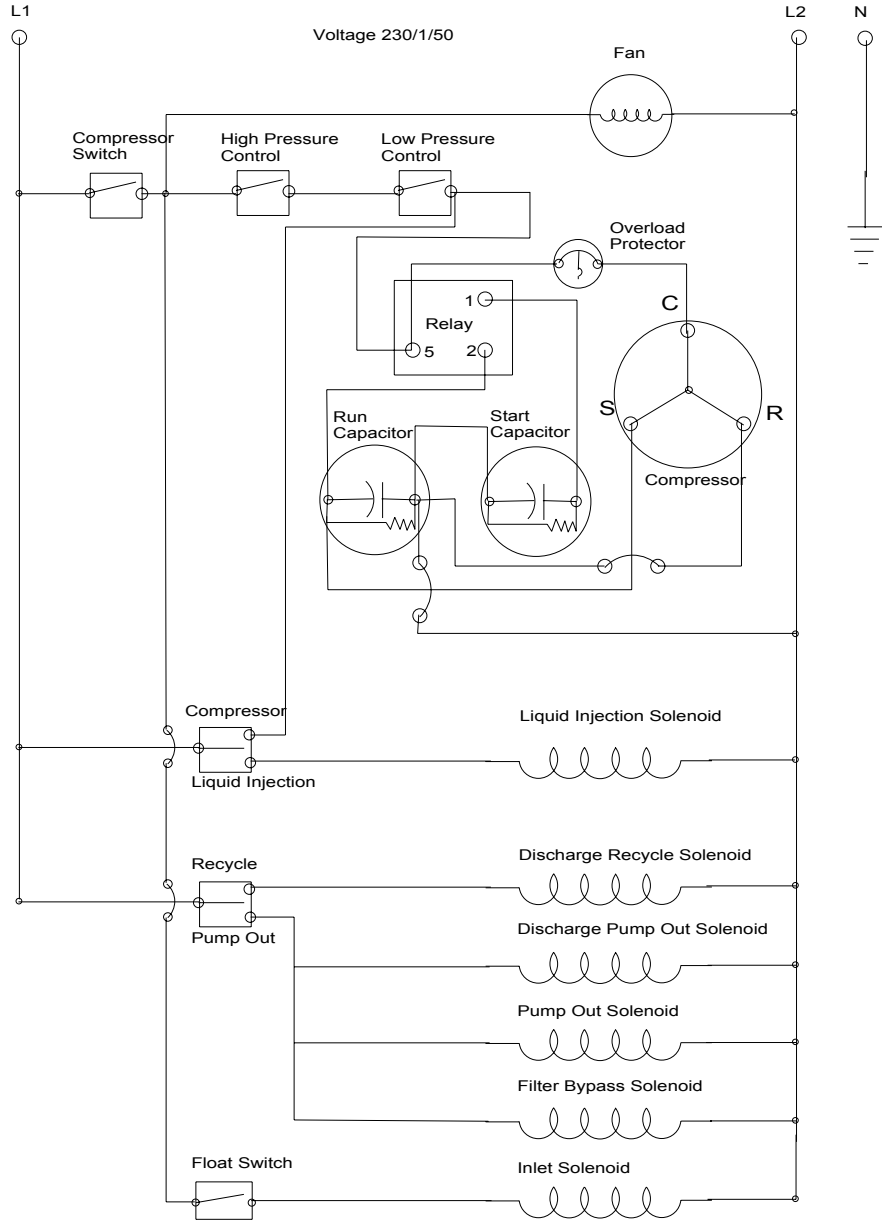 L1
L2
N
Voltage 230/1/50
Fan
Compressor
Switch
High Pressure
Control
Low Pressure
Control
Overload
Protector
C
1
Relay
5
2
S
R
Run
Capacitor
Start
Capacitor
Compressor
Compressor
Liquid Injection Solenoid
Liquid Injection
Recycle
Discharge Recycle Solenoid
Pump Out
Discharge Pump Out Solenoid
Pump Out Solenoid
Filter Bypass Solenoid
Float Switch
Inlet Solenoid